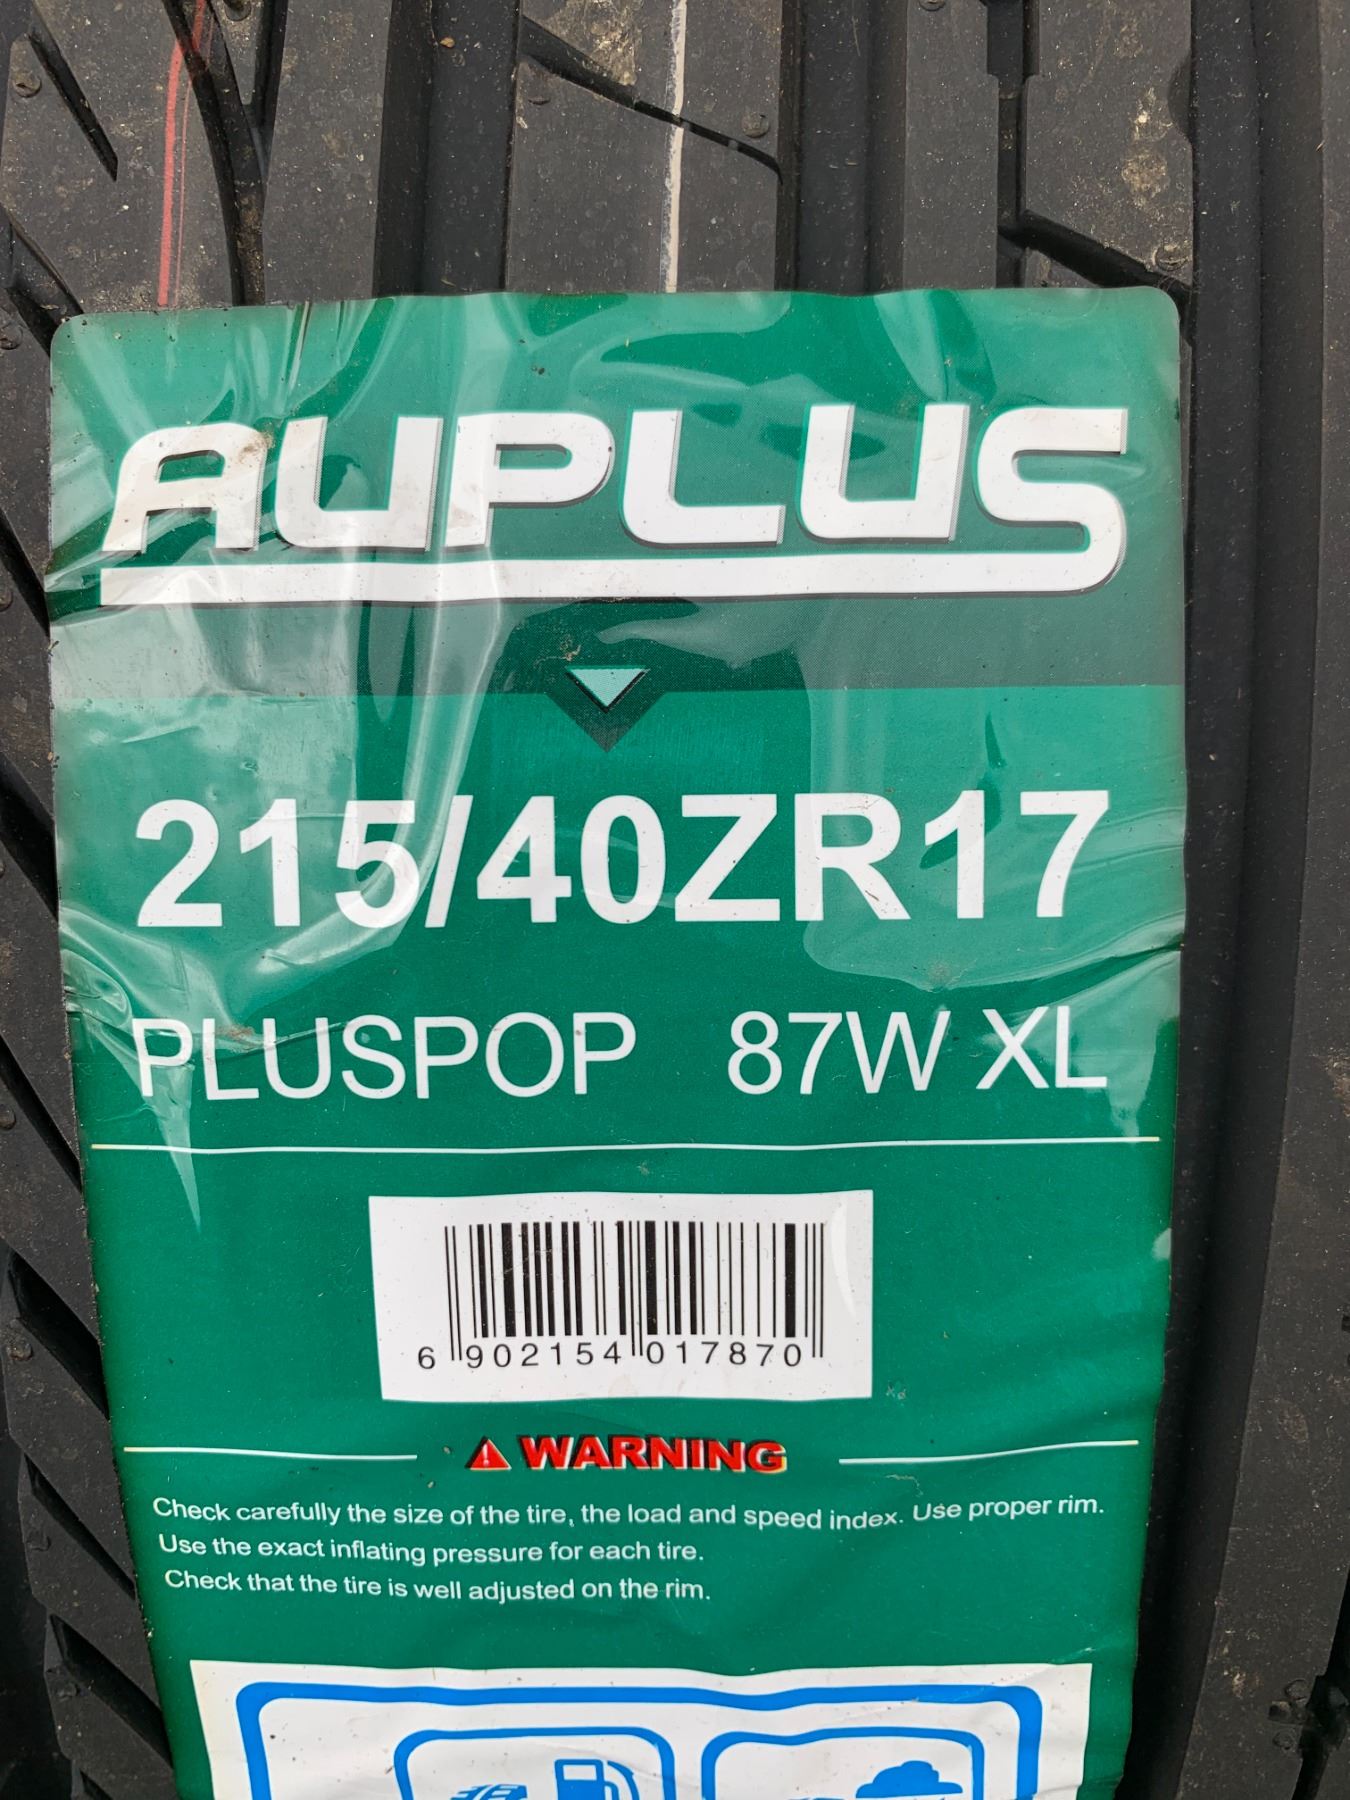 AUPLUS
215/40ZR17
PLUSPOP 87W XL
6 902154 017870
WARNING
Check carefully the size of the tire, the load and speed index. Use proper rim.
Use the exact inflating pressure for each tire.
Check that the tire is well adjusted on the rim.